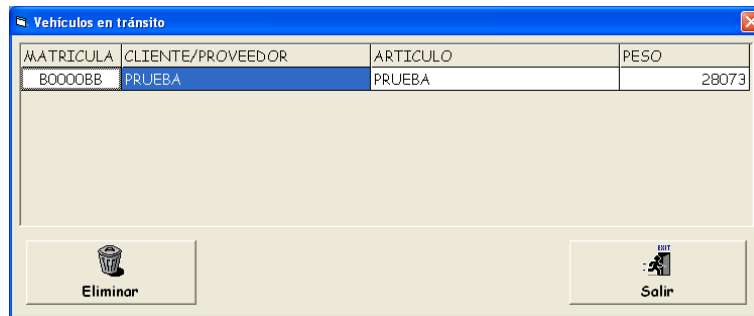 Vehículos en tránsito
MATRICULA CLIENTE/PROVEEDOR ARTICULO PESO
B0000BB PRUEBA PRUEBA 28073
EXIT
Eliminar Salir